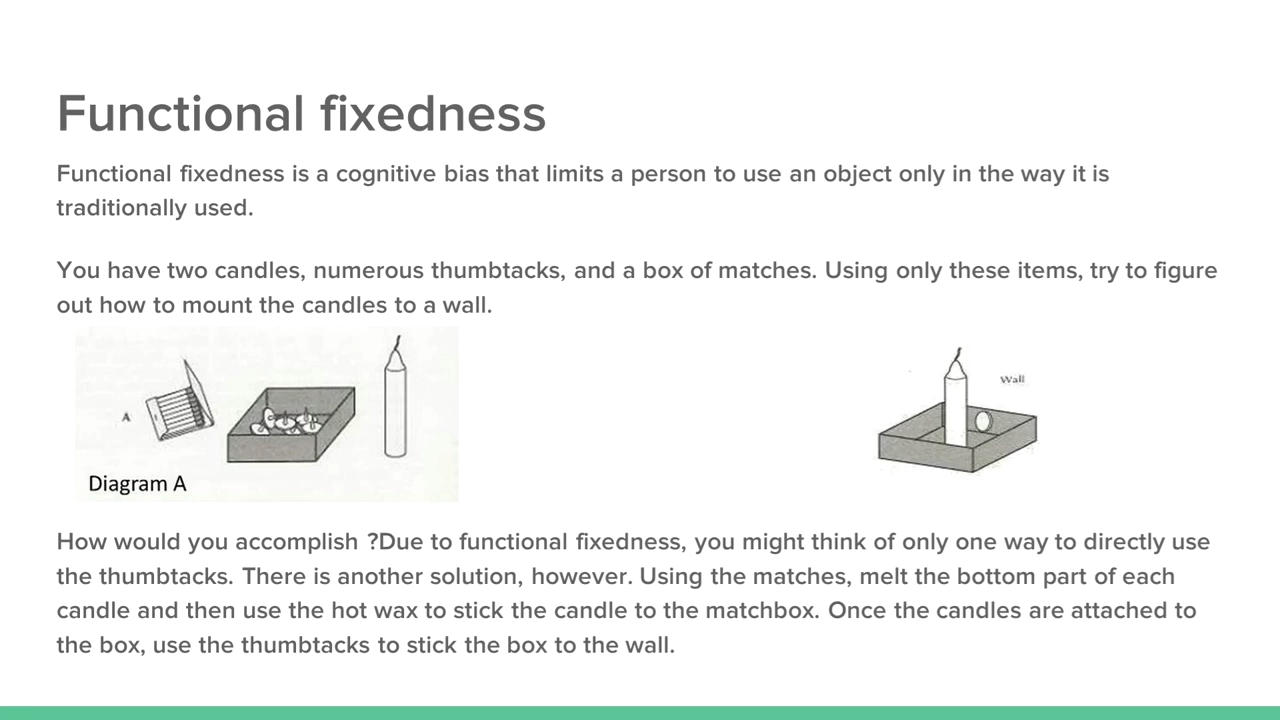 Functional fixedness
Functional fixedness is a cognitive bias that limits a person to use an object only in the way it is
traditionally used.
You have two candles, numerous thumbtacks, and a box of matches. Using only these items, try to figure
out how to mount the candles to a wall.
A
Diagram A
Wall
How would you accomplish ?Due to functional fixedness, you might think of only one way to directly use
the thumbtacks. There is another solution, however. Using the matches, melt the bottom part of each
candle and then use the hot wax to stick the candle to the matchbox. Once the candles are attached to
the box, use the thumbtacks to stick the box to the wall.